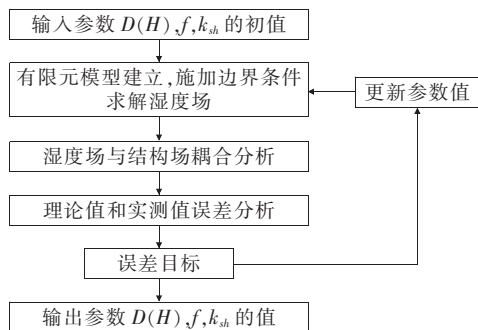 输入参数 D(H),f,k_sh 的初值
有限元模型建立,施加边界条件
求解湿度场
更新参数值
湿度场与结构场耦合分析
理论值和实测值误差分析
误差目标
输出参数 D(H),f,k_sh 的值